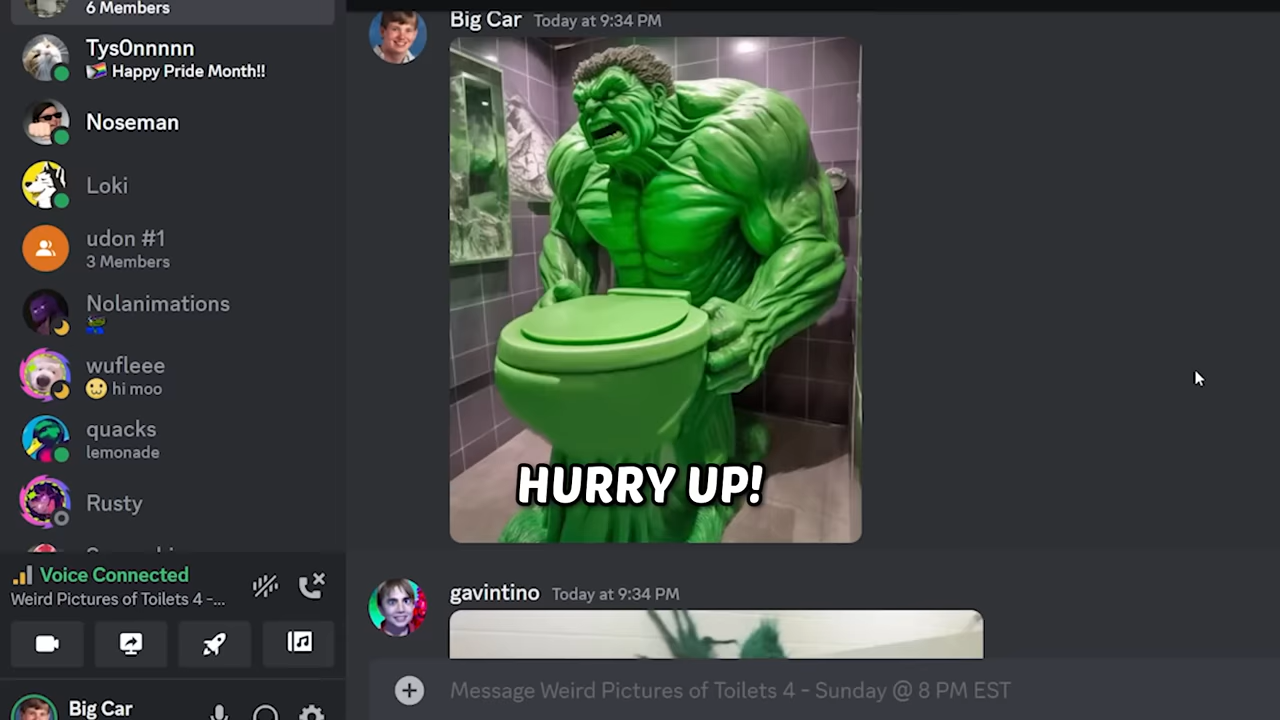 6 Members
Tys0nnnnn
Happy Pride Month!!
Noseman
Loki
udon #1
3 Members
Nolanimations
wufleee
hi moo
quacks
lemonade
Rusty
Voice Connected
Weird Pictures of Toilets 4 -...
Big Car
Big Car Today at 9:34 PM
HURRY UP!
gavintino Today at 9:34 PM
Message Weird Pictures of Toilets 4 - Sunday @ 8 PM EST